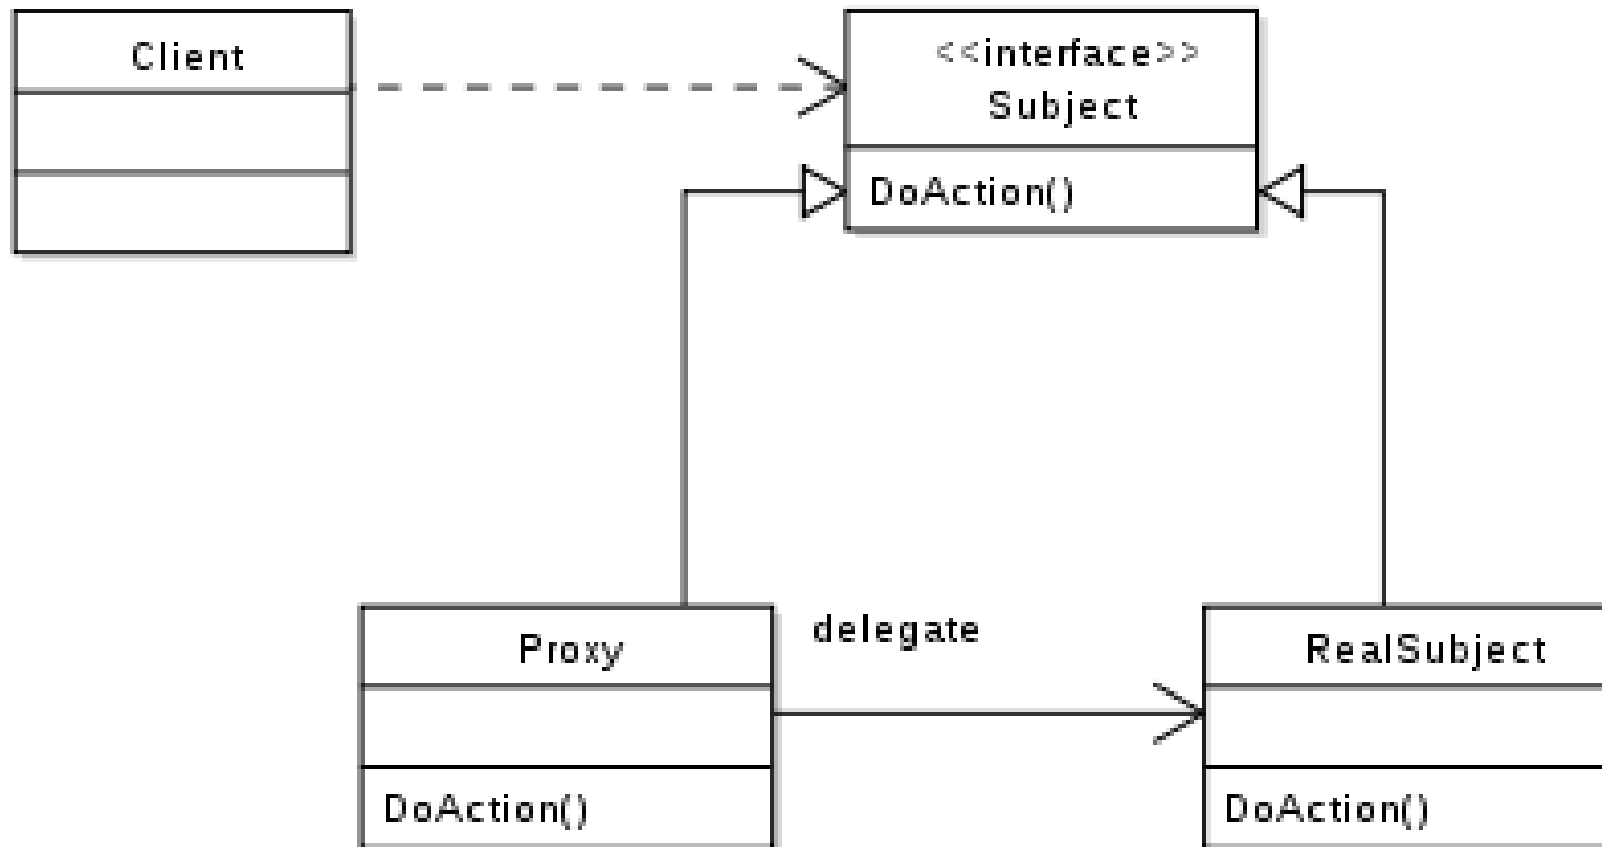 Client
<<interface>>
Subject
DoAction()
delegate
Proxy
RealSubject
DoAction()
DoAction()